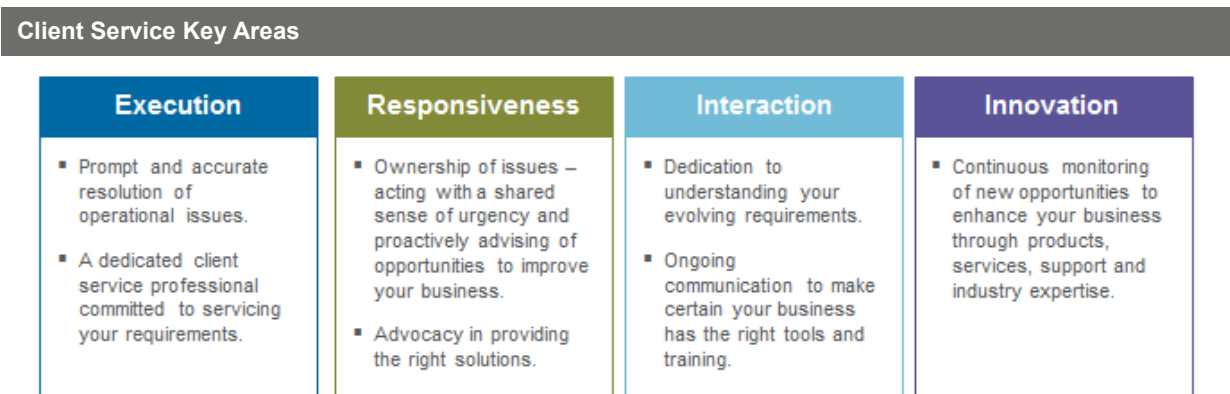 Client Service Key Areas
Execution
▪ Prompt and accurate
resolution of
operational issues.
▪ A dedicated client
service professional
committed to servicing
your requirements.
Responsiveness
▪ Ownership of issues –
acting with a shared
sense of urgency and
proactively advising of
opportunities to improve
your business.
▪ Advocacy in providing
the right solutions.
Interaction
▪ Dedication to
understanding your
evolving requirements.
▪ Ongoing
communication to make
certain your business
has the right tools and
training.
Innovation
▪ Continuous monitoring
of new opportunities to
enhance your business
through products,
services, support and
industry expertise.